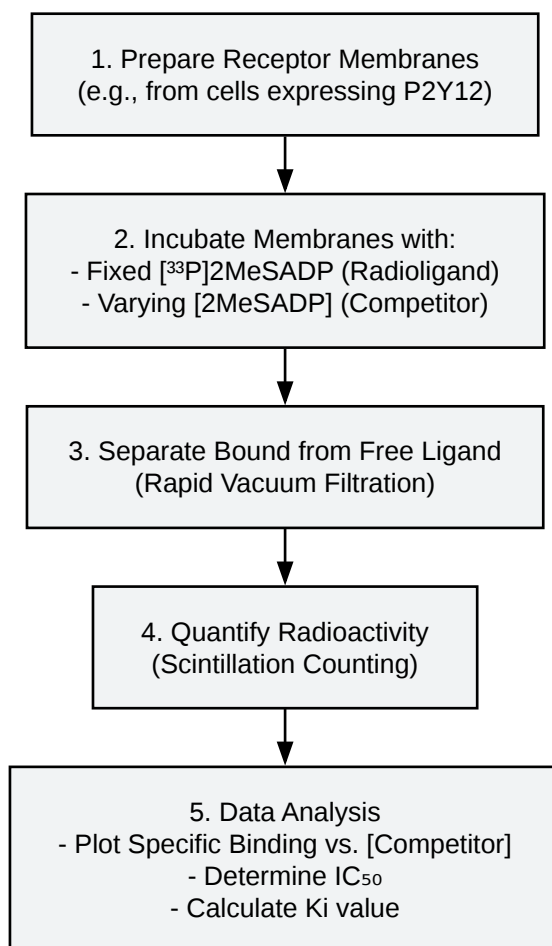 1. Prepare Receptor Membranes
(e.g., from cells expressing P2Y12)
2. Incubate Membranes with:
- Fixed [³³P]2MeSADP (Radioligand)
- Varying [2MeSADP] (Competitor)
3. Separate Bound from Free Ligand
(Rapid Vacuum Filtration)
4. Quantify Radioactivity
(Scintillation Counting)
5. Data Analysis
- Plot Specific Binding vs. [Competitor]
- Determine IC₅₀
- Calculate Ki value